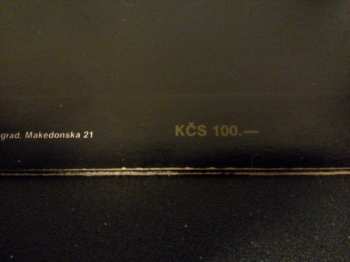 grad. Makedonska 21
KČS 100.—